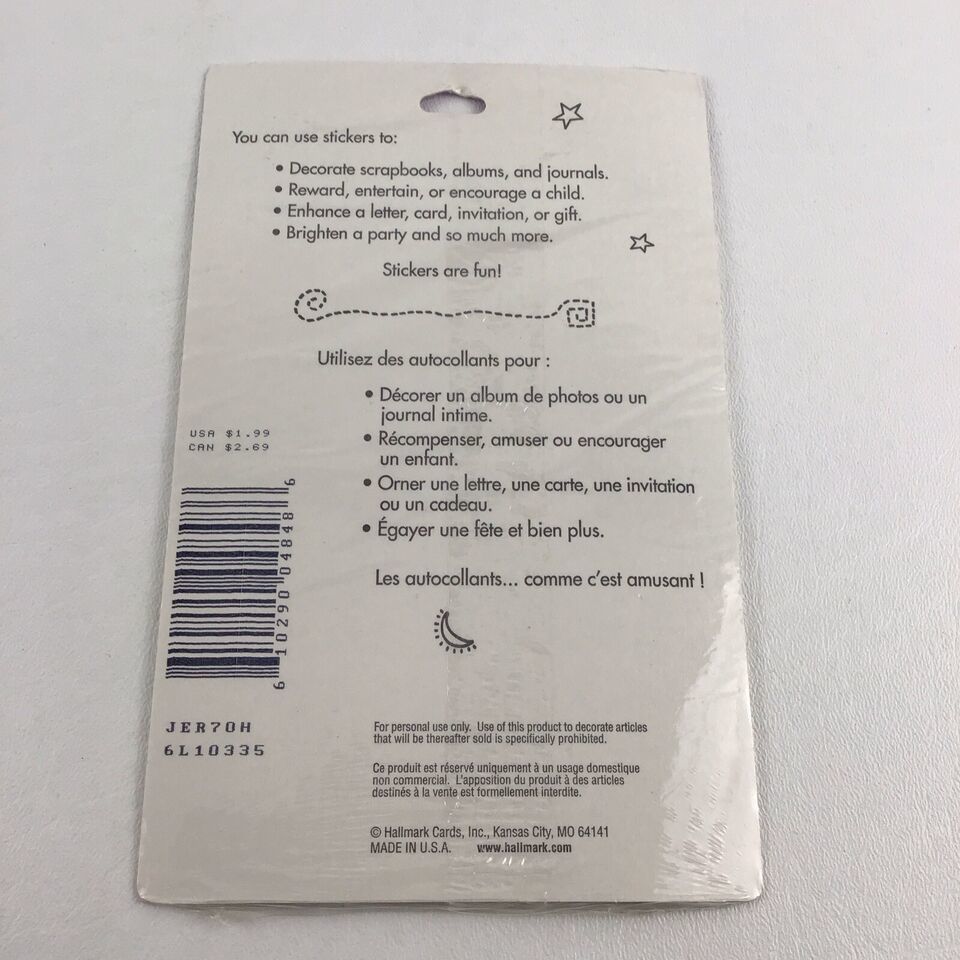 You can use stickers to:
• Decorate scrapbooks, albums, and journals.
• Reward, entertain, or encourage a child.
• Enhance a letter, card, invitation, or gift.
• Brighten a party and so much more.
Stickers are fun!
Utilisez des autocollants pour :
• Décorer un album de photos ou un
journal intime.
• Récompenser, amuser ou encourager
un enfant.
• Orner une lettre, une carte, une invitation
ou un cadeau.
• Égayer une fête et bien plus.
Les autocollants... comme c'est amusant !
USA $1.99
CAN $2.69
6 10290 04848 6
JER70H
6L10335
For personal use only. Use of this product to decorate articles
that will be thereafter sold is specifically prohibited.
Ce produit est réservé uniquement à un usage domestique
non commercial. L'apposition du produit à des articles
destinés à la vente est formellement interdite.
© Hallmark Cards, Inc., Kansas City, MO 64141
MADE IN U.S.A. www.hallmark.com